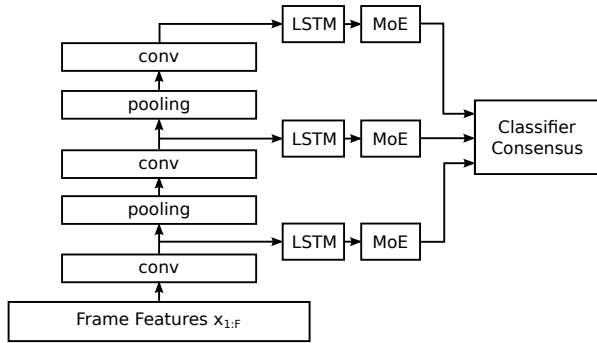 LSTM
MoE
conv
pooling
LSTM
MoE
Classifier
Consensus
conv
pooling
LSTM
MoE
conv
Frame Features x1:F